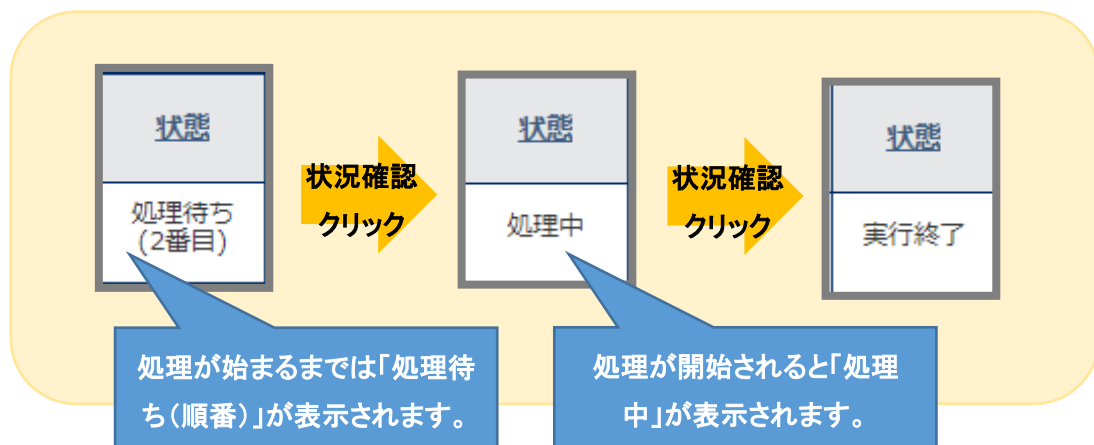 状態
処理待ち
(2番目)
状況確認
クリック
状態
処理中
状況確認
クリック
状態
実行終了
処理が始まるまでは「処理待
ち(順番)」が表示されます。
処理が開始されると「処理
中」が表示されます。